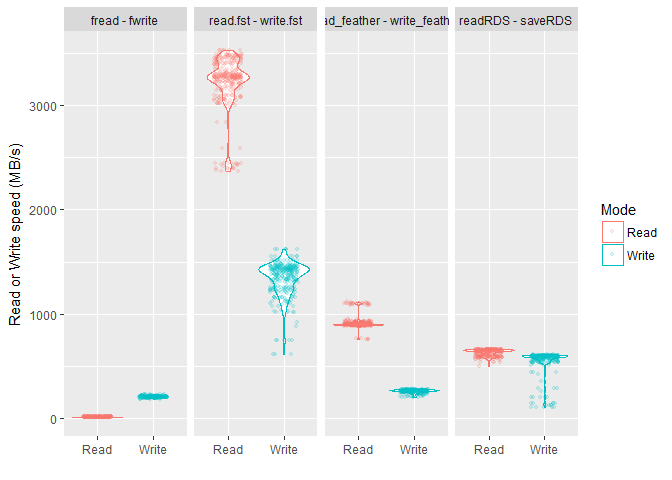 fread - fwrite
read.fst - write.fst
ad_feather - write_feath
readRDS - saveRDS
Read or Write speed (MB/s)
3000
2000
1000
0
Read
Write
Read
Write
Read
Write
Read
Write
Mode
Read
Write